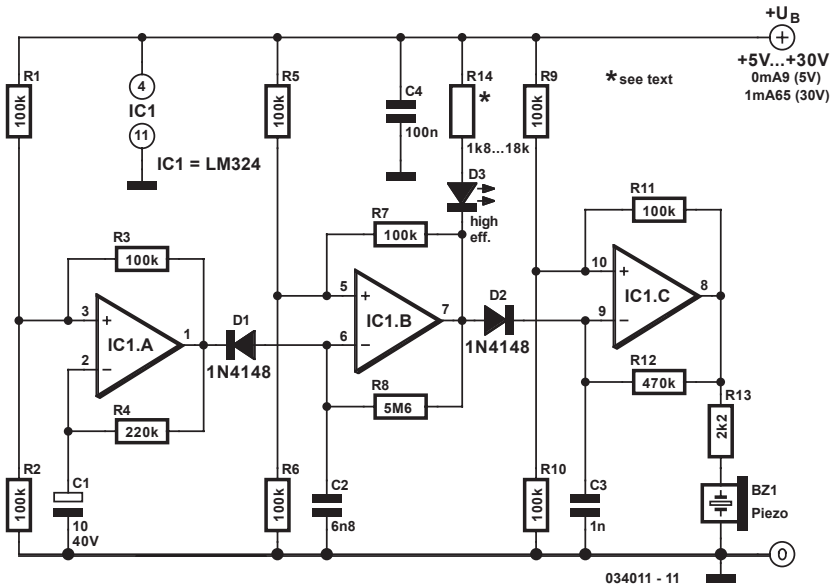 +UB
+5V...+30V
0mA9 (5V)
1mA65 (30V)
* see text
R1
100k
4
IC1
11
IC1 = LM324
R5
100k
C4
100n
R14
*
1k8...18k
R9
100k
D3
high
eff.
R3
100k
R7
100k
R11
100k
3
+
2
−
IC1.A
1
D1
1N4148
5
+
6
−
IC1.B
7
D2
1N4148
10
+
9
−
IC1.C
8
R4
220k
R8
5M6
R12
470k
R13
2k2
R2
100k
C1
10
40V
R6
100k
C2
6n8
R10
100k
C3
1n
BZ1
Piezo
0
034011 - 11